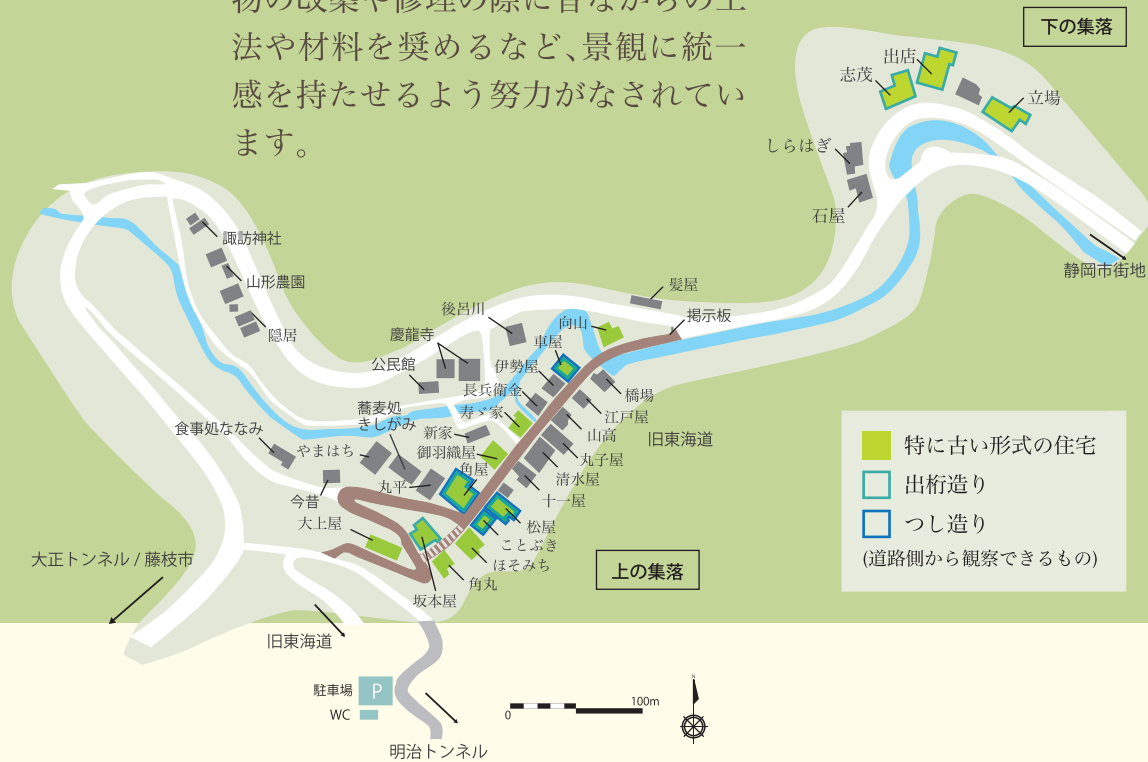 物の改築や修理の際に昔ながらの工
法や材料を奨めるなど、景観に統一
感を持たせるよう努力がなされてい
ます。
下の集落
出店
志茂
立場
しらはぎ
石屋
静岡市街地
諏訪神社
山形農園
隠居
髪屋
後呂川
向山
掲示板
慶龍寺
車屋
公民館
伊勢屋
長兵衛金
橋場
蕎麦処
きしがみ
寿ゞ家
江戸屋
食事処ななみ
新家
山高
旧東海道
やまはち
御羽織屋
丸子屋
角屋
清水屋
丸平
十一屋
今昔
大上屋
松屋
ことぶき
ほそみち
角丸
坂本屋
大正トンネル / 藤枝市
上の集落
旧東海道
特に古い形式の住宅
出桁造り
つし造り
(道路側から観察できるもの)
駐車場
P
WC
0
100m
N
明治トンネル